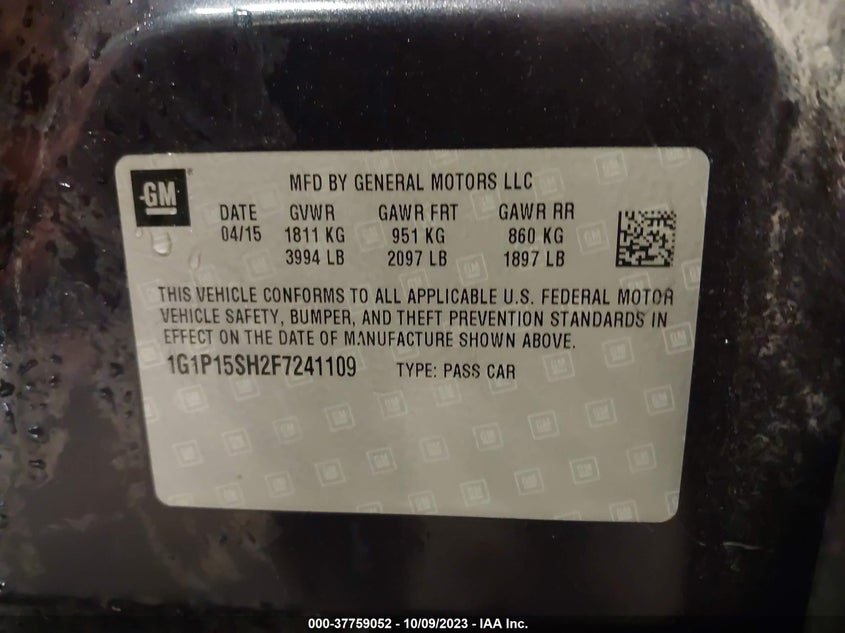 GM
MFD BY GENERAL MOTORS LLC
DATE GVWR GAWR FRT GAWR RR
04/15 1811 KG 951 KG 860 KG
3994 LB 2097 LB 1897 LB
THIS VEHICLE CONFORMS TO ALL APPLICABLE U.S. FEDERAL MOTOR
VEHICLE SAFETY, BUMPER, AND THEFT PREVENTION STANDARDS IN
EFFECT ON THE DATE OF MANUFACTURE SHOWN ABOVE.
1G1P15SH2F7241109 TYPE: PASS CAR
000-37759052 - 10/09/2023 - IAA Inc.